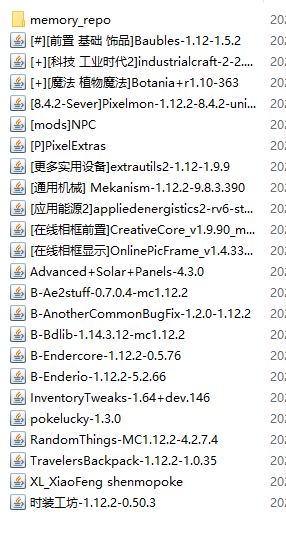 memory_repo 202
[#][前置 基础 饰品]Baubles-1.12-1.5.2 202
[+][科技 工业时代2]industrialcraft-2-2.... 202
[+][魔法 植物魔法]Botania+r1.10-363 202
[8.4.2-Sever]Pixelmon-1.12.2-8.4.2-uni... 202
[mods]NPC 202
[P]PixelExtras 202
[更多实用设备]extrautils2-1.12-1.9.9 202
[通用机械] Mekanism-1.12.2-9.8.3.390 202
[应用能源2]appliedenergistics2-rv6-st... 202
[在线相框前置]CreativeCore_v1.9.90_m... 202
[在线相框显示]OnlinePicFrame_v1.4.33... 202
Advanced+Solar+Panels-4.3.0 202
B-Ae2stuff-0.7.0.4-mc1.12.2 202
B-AnotherCommonBugFix-1.2.0-1.12.2 202
B-Bdlib-1.14.3.12-mc1.12.2 202
B-Endercore-1.12.2-0.5.76 202
B-Enderio-1.12.2-5.2.66 202
InventoryTweaks-1.64+dev.146 202
pokelucky-1.3.0 202
RandomThings-MC1.12.2-4.2.7.4 202
TravelersBackpack-1.12.2-1.0.35 202
XL_XiaoFeng shenmopoke 202
时装工坊-1.12.2-0.50.3 202